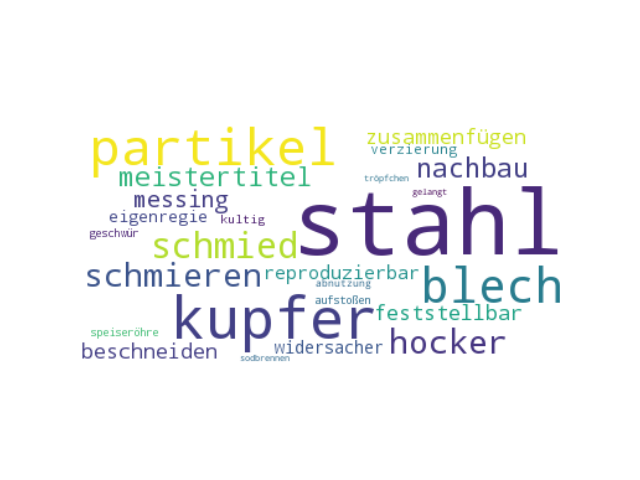 partikel
zusammenfügen
verzierung
nachbau
meistertitel
tröpfchen
messing
gelangt
stahl
eigenregie
kultig
geschwür
schmied
schmieren
reproduzierbar
blech
abnutzung
kupfer
aufstoßen
feststellbar
speiseröhre
hocker
beschneiden
widersacher
sodbrennen